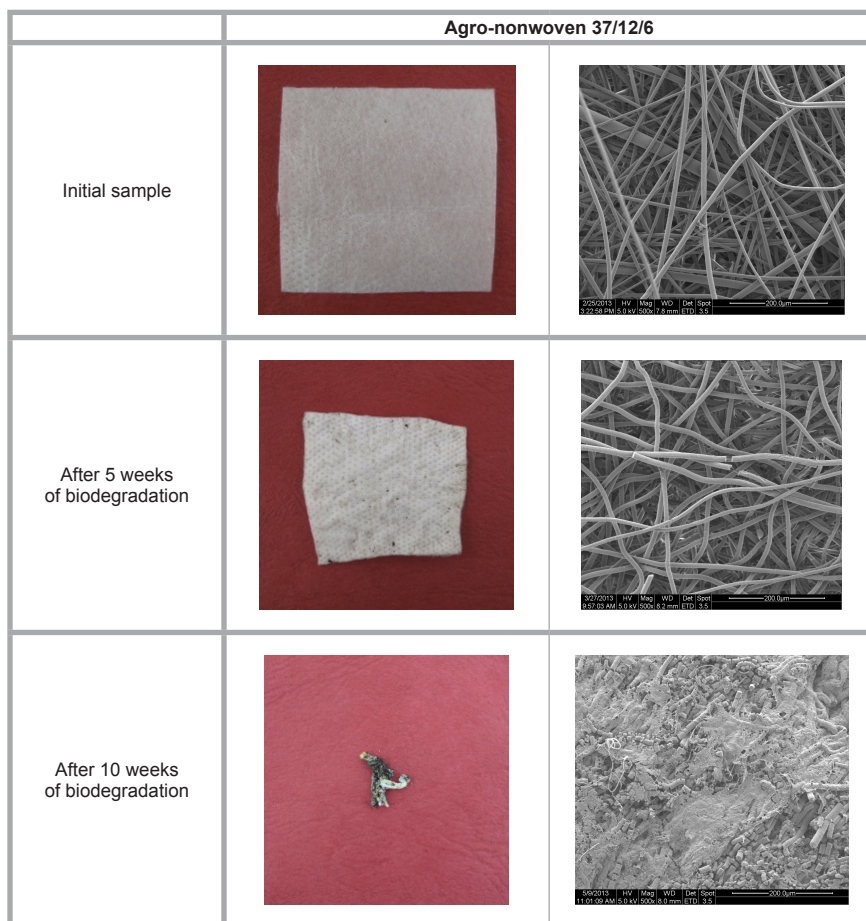 Agro-nonwoven 37/12/6
Initial sample
2/25/2013 HV Mag WD Det Spot
3:22:58 PM 5.0 kV 500x 7.8 mm ETD 3.5
200.0µm
After 5 weeks
of biodegradation
3/27/2013 HV Mag WD Det Spot
9:57:03 AM 5.0 kV 500x 8.2 mm ETD 3.5
200.0µm
After 10 weeks
of biodegradation
5/9/2013 HV Mag WD Det Spot
11:01:09 AM 5.0 kV 500x 8.0 mm ETD 3.5
200.0µm